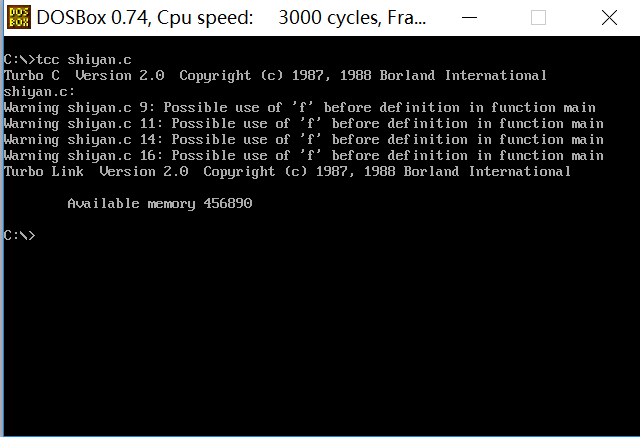 DOS BOX DOSBox 0.74, Cpu speed: 3000 cycles, Fra...
C:\>tcc shiyan.c
Turbo C Version 2.0 Copyright (c) 1987, 1988 Borland International
shiyan.c:
Warning shiyan.c 9: Possible use of 'f' before definition in function main
Warning shiyan.c 11: Possible use of 'f' before definition in function main
Warning shiyan.c 14: Possible use of 'f' before definition in function main
Warning shiyan.c 16: Possible use of 'f' before definition in function main
Turbo Link Version 2.0 Copyright (c) 1987, 1988 Borland International
Available memory 456890
C:\>